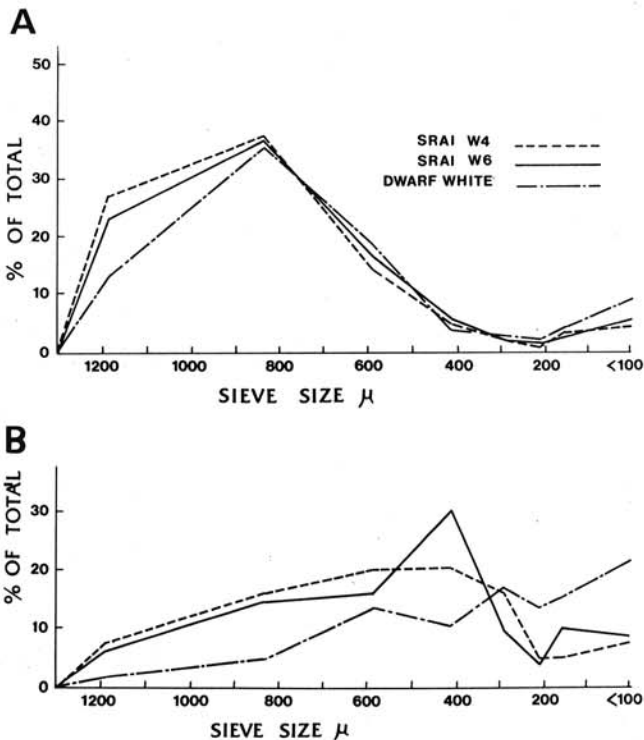 A
50
40
30
20
10
0
% OF TOTAL
SRAI W4
SRAI W6
DWARF WHITE
1200 1000 800 600 400 200 <100
SIEVE SIZE µ
B
30
20
10
0
% OF TOTAL
1200 1000 800 600 400 200 <100
SIEVE SIZE µ